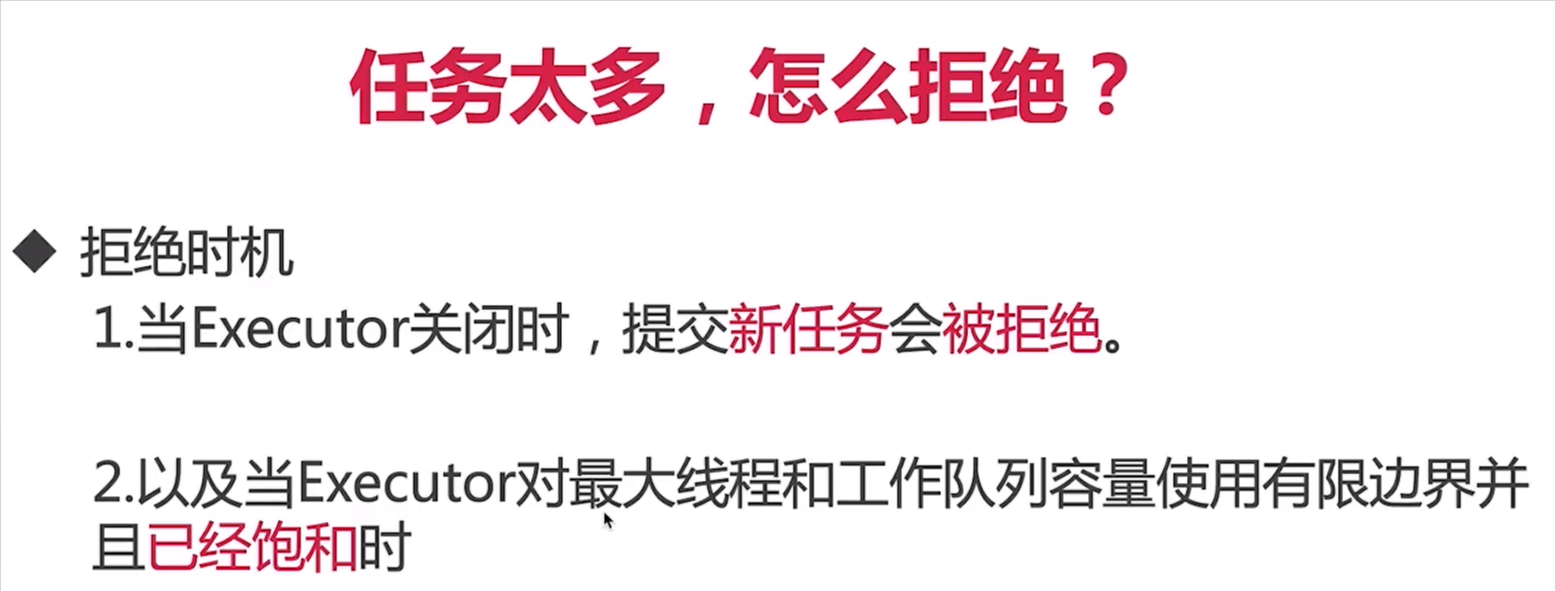 任务太多，怎么拒绝？
拒绝时机
1.当Executor关闭时，提交新任务会被拒绝。
2.以及当Executor对最大线程和工作队列容量使用有限边界并
且已经饱和时